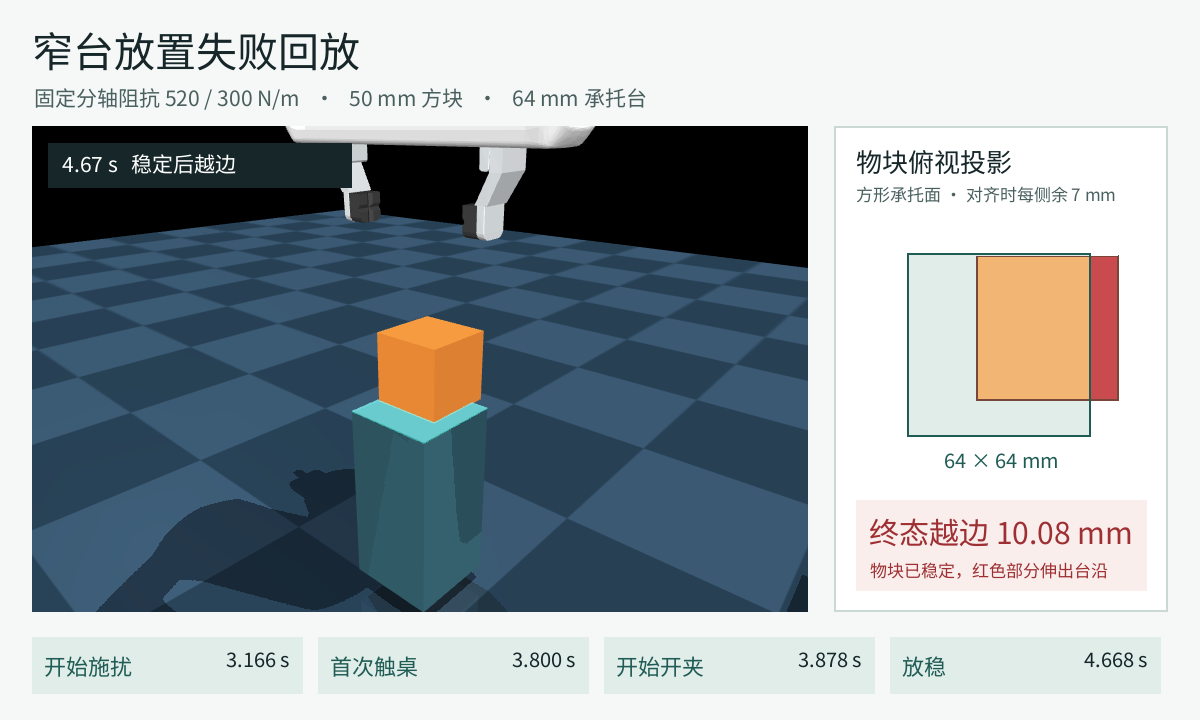 窄台放置失败回放
固定分轴阻抗 520 / 300 N/m · 50 mm 方块 · 64 mm 承托台
4.67 s 稳定后越边
物块俯视投影
方形承托面 · 对齐时每侧余 7 mm
64 × 64 mm
终态越边 10.08 mm
物块已稳定，红色部分伸出台沿
开始施扰 3.166 s
首次触桌 3.800 s
开始开夹 3.878 s
放稳 4.668 s